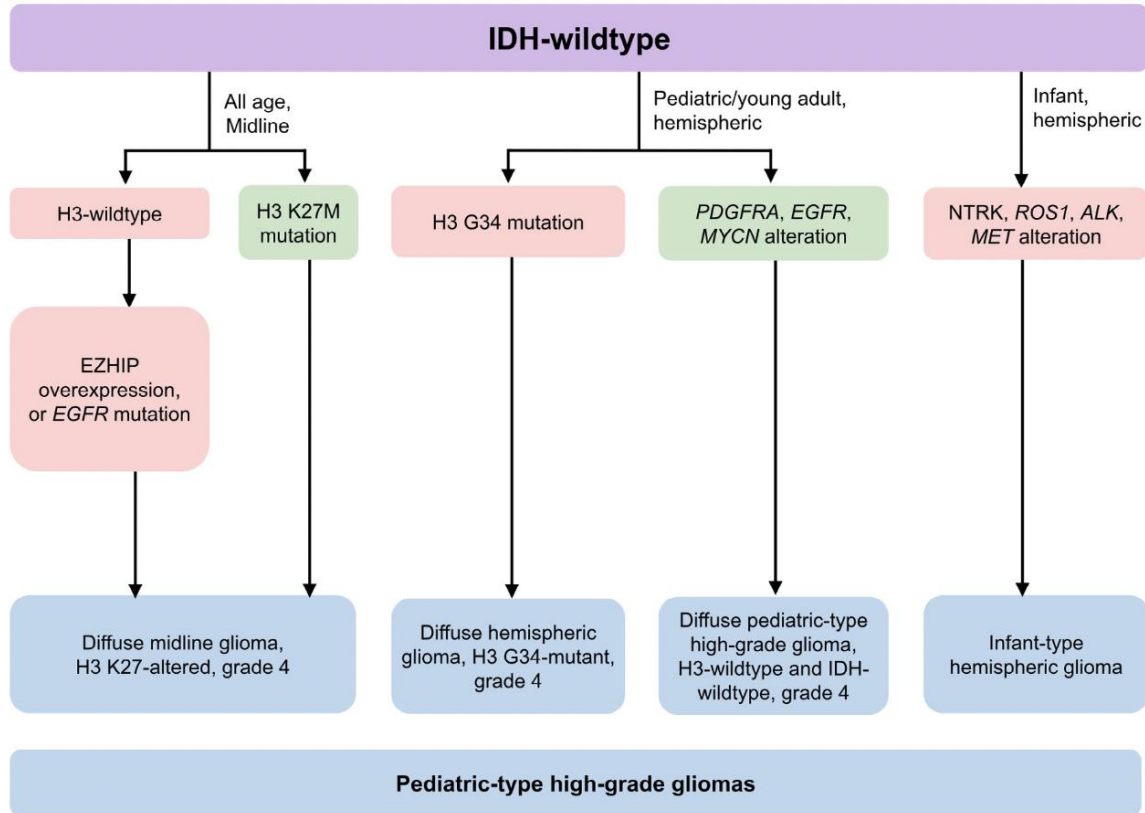 IDH-wildtype
All age,
Midline
Pediatric/young adult,
hemispheric
Infant,
hemispheric
H3-wildtype
H3 K27M
mutation
H3 G34 mutation
PDGFRA, EGFR,
MYCN alteration
NTRK, ROS1, ALK,
MET alteration
EZHIP
overexpression,
or EGFR mutation
Diffuse midline glioma,
H3 K27-altered, grade 4
Diffuse hemispheric
glioma, H3 G34-mutant,
grade 4
Diffuse pediatric-type
high-grade glioma,
H3-wildtype and IDH-
wildtype, grade 4
Infant-type
hemispheric glioma
Pediatric-type high-grade gliomas